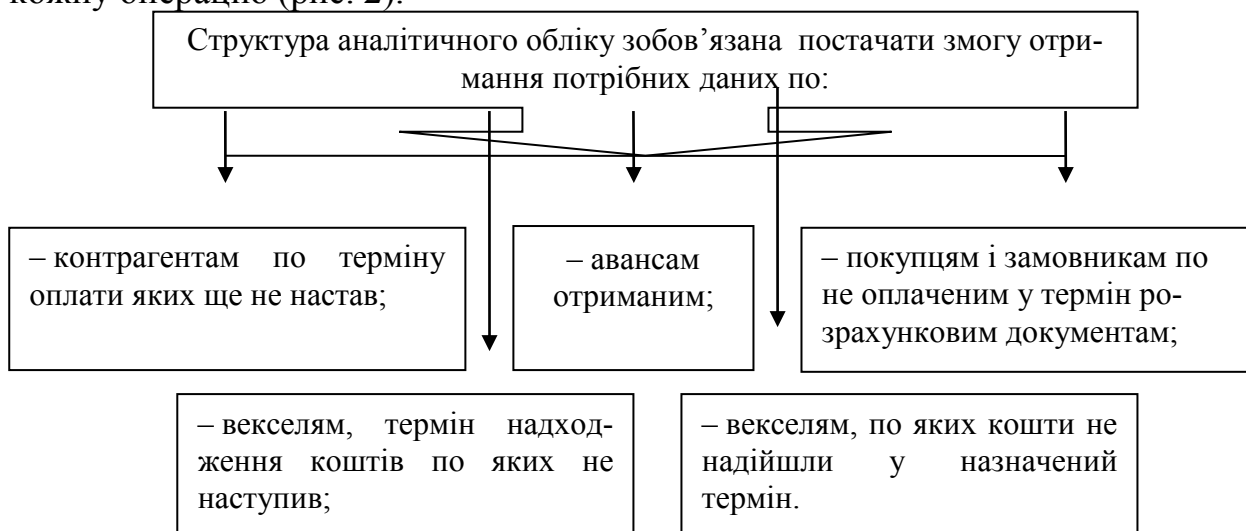 кожну операцію (рис. 2).
Структура аналітичного обліку зобов’язана постачати змогу отри-
мання потрібних даних по:
– контрагентам по терміну
оплати яких ще не настав;
– авансам
отриманим;
– покупцям і замовникам по
не оплаченим у термін ро-
зрахунковим документам;
– векселям, термін надход-
ження коштів по яких не
наступив;
– векселям, по яких кошти не
надійшли у назначений
термін.